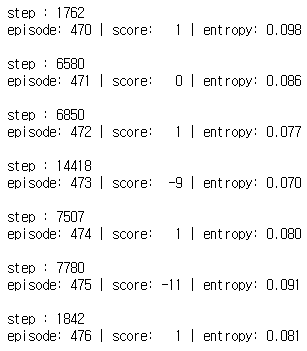 step : 1762
episode: 470 | score:   1 | entropy: 0.098
step : 6580
episode: 471 | score:   0 | entropy: 0.086
step : 6850
episode: 472 | score:   1 | entropy: 0.077
step : 14418
episode: 473 | score:  -9 | entropy: 0.070
step : 7507
episode: 474 | score:   1 | entropy: 0.080
step : 7780
episode: 475 | score: -11 | entropy: 0.091
step : 1842
episode: 476 | score:   1 | entropy: 0.081